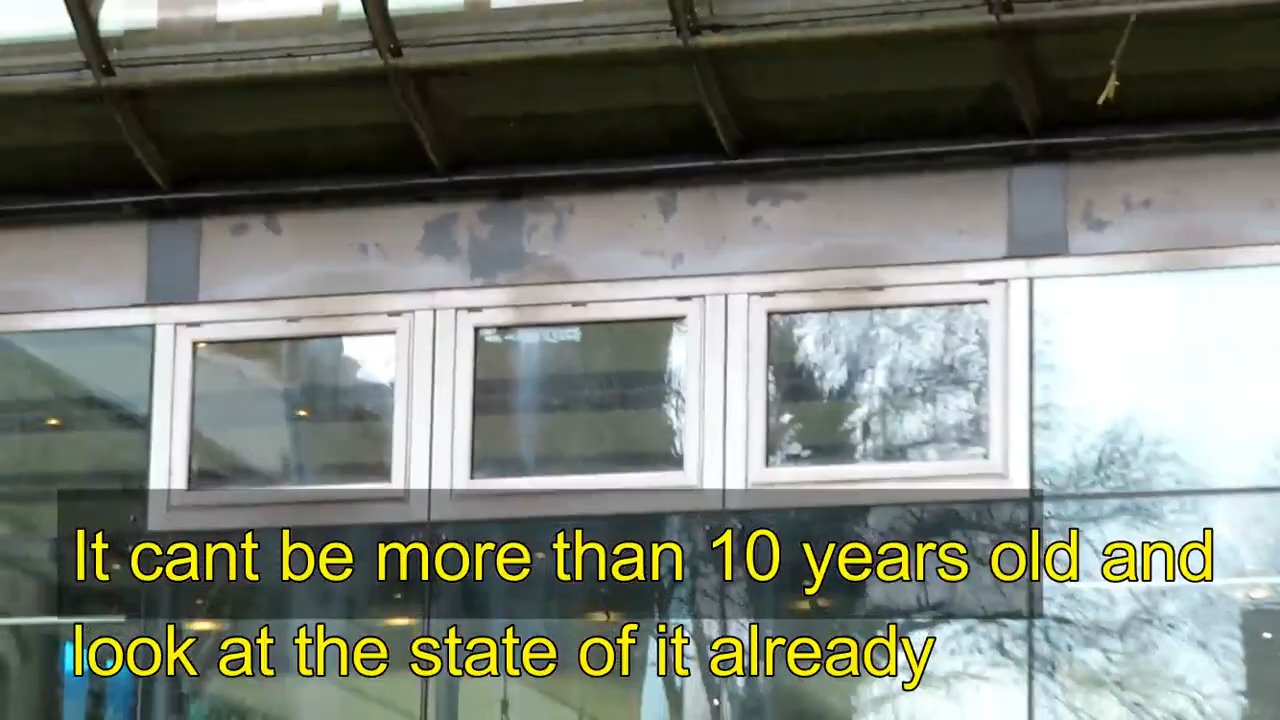 It cant be more than 10 years old and
look at the state of it already